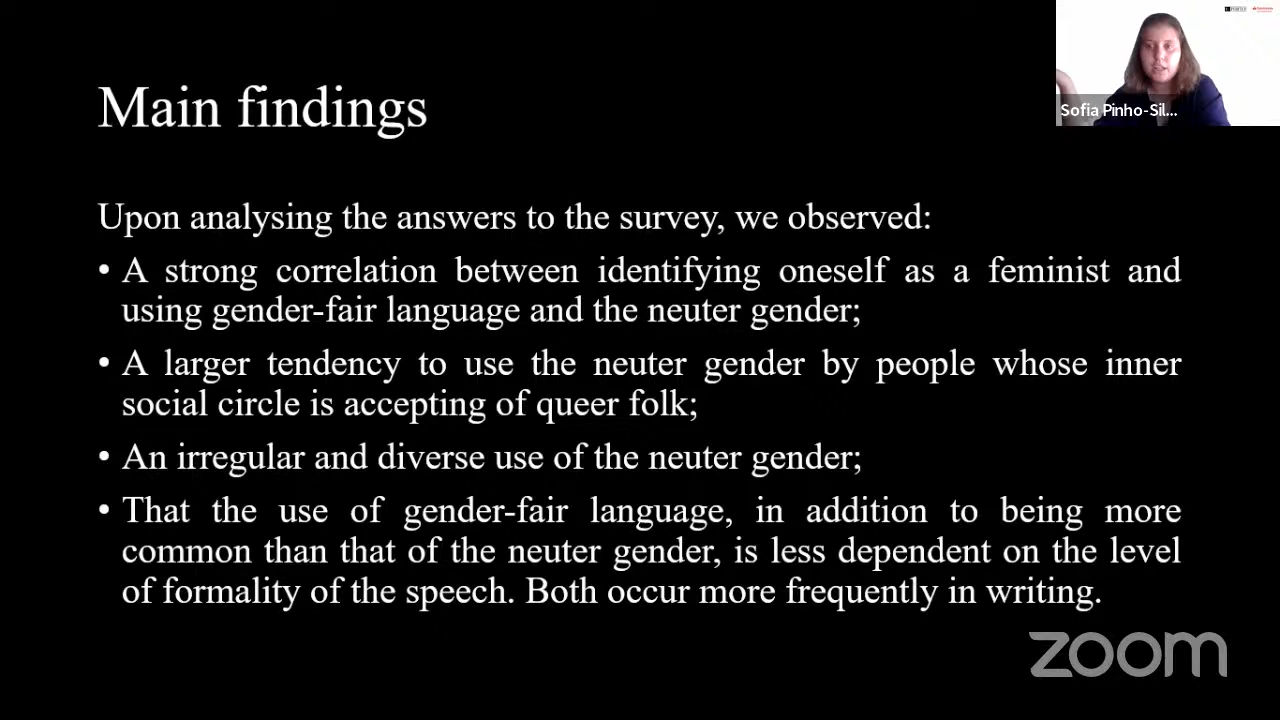 Main findings
Sofia Pinho-Sil...
Upon analysing the answers to the survey, we observed:
• A strong correlation between identifying oneself as a feminist and
using gender-fair language and the neuter gender;
• A larger tendency to use the neuter gender by people whose inner
social circle is accepting of queer folk;
• An irregular and diverse use of the neuter gender;
• That the use of gender-fair language, in addition to being more
common than that of the neuter gender, is less dependent on the level
of formality of the speech. Both occur more frequently in writing.
zoom